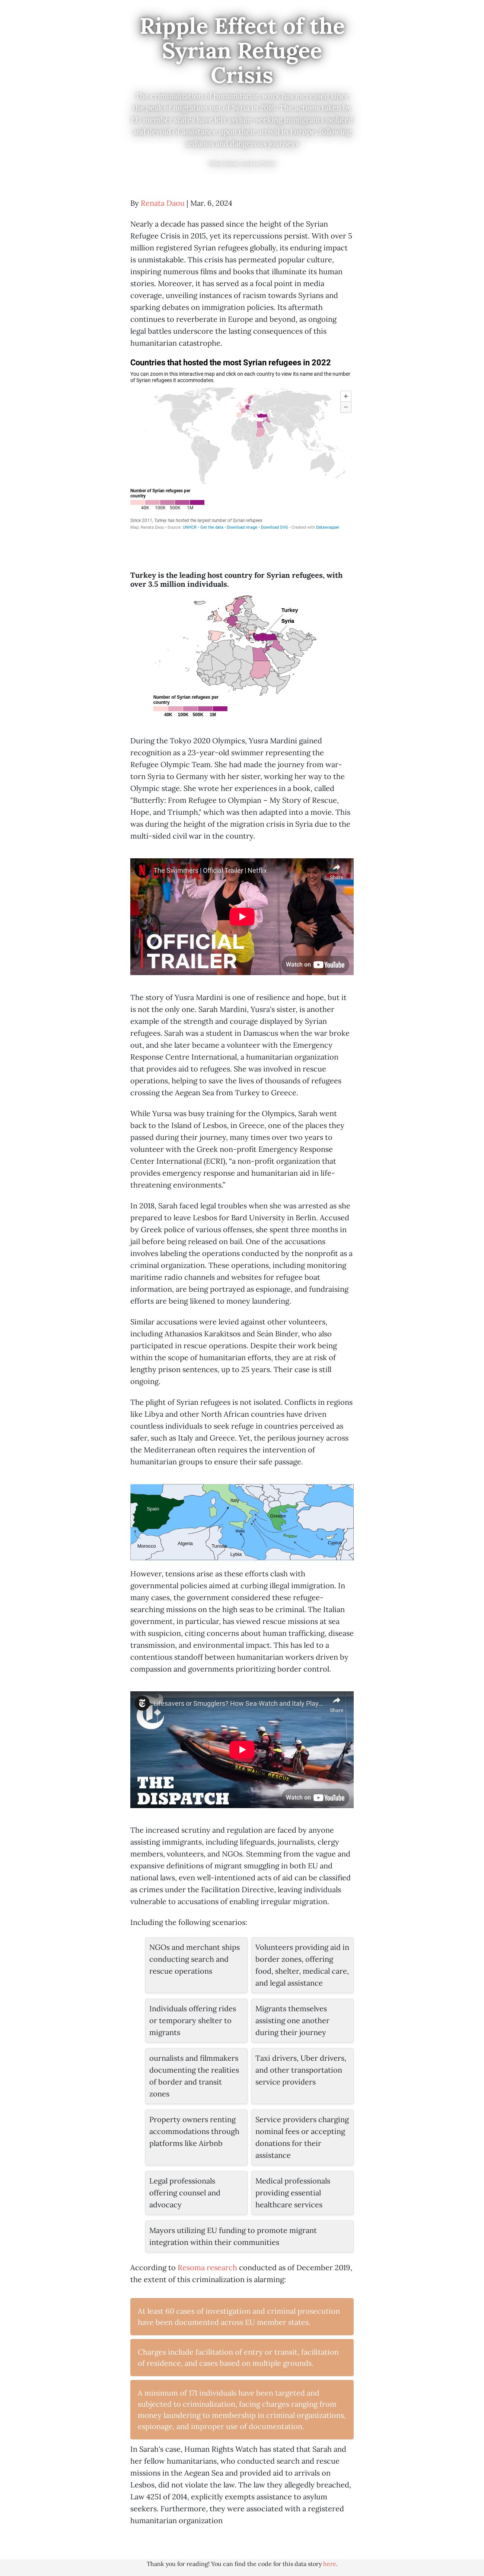 Ripple Effect of the
Syrian Refugee
Crisis
The criminalization of humanitarian work has increased since
the peak of migration out of Syria in 2016. The actions taken by
EU member states have left asylum-seeking immigrants isolated
and devoid of assistance upon their arrival in Europe, following
arduous and dangerous journeys.
By Renata Daou | Mar. 6, 2024
Nearly a decade has passed since the height of the Syrian
Refugee Crisis in 2015, yet its repercussions persist. With over 5
million registered Syrian refugees globally, its enduring impact
is unmistakable. This crisis has permeated popular culture,
inspiring numerous films and books that illuminate its human
stories. Moreover, it has served as a focal point in media
coverage, unveiling instances of racism towards Syrians and
sparking debates on immigration policies. Its aftermath
continues to reverberate in Europe and beyond, as ongoing
legal battles underscore the lasting consequences of this
humanitarian catastrophe.
Countries that hosted the most Syrian refugees in 2022
You can zoom in this interactive map and click on each country to view its name and the number
of Syrian refugees it accommodates.
+
−
Number of Syrian refugees per
country
40K 100K 500K 1M
Since 2011, Turkey has hosted the largest number of Syrian refugees
Map: Renata Daou • Source: UNHCR • Get the data • Download image • Download SVG • Created with Datawrapper
Turkey is the leading host country for Syrian refugees, with
over 3.5 million individuals.
Turkey
Syria
Number of Syrian refugees per
country
40K 100K 500K 1M
During the Tokyo 2020 Olympics, Yusra Mardini gained
recognition as a 23-year-old swimmer representing the
Refugee Olympic Team. She had made the journey from war-
torn Syria to Germany with her sister, working her way to the
Olympic stage. She wrote her experiences in a book, called
"Butterfly: From Refugee to Olympian – My Story of Rescue,
Hope, and Triumph," which was then adapted into a movie. This
was during the height of the migration crisis in Syria due to the
multi-sided civil war in the country.
The Swimmers | Official Trailer | Netflix
Share
OFFICIAL
TRAILER
Watch on YouTube
The story of Yusra Mardini is one of resilience and hope, but it
is not the only one. Sarah Mardini, Yusra's sister, is another
example of the strength and courage displayed by Syrian
refugees. Sarah was a student in Damascus when the war broke
out, and she later became a volunteer with the Emergency
Response Centre International, a humanitarian organization
that provides aid to refugees. She was involved in rescue
operations, helping to save the lives of thousands of refugees
crossing the Aegean Sea from Turkey to Greece.
While Yursa was busy training for the Olympics, Sarah went
back to the Island of Lesbos, in Greece, one of the places they
passed during their journey, many times over two years to
volunteer with the Greek non-profit Emergency Response
Center International (ECRI), “a non-profit organization that
provides emergency response and humanitarian aid in life-
threatening environments.”
In 2018, Sarah faced legal troubles when she was arrested as she
prepared to leave Lesbos for Bard University in Berlin. Accused
by Greek police of various offenses, she spent three months in
jail before being released on bail. One of the accusations
involves labeling the operations conducted by the nonprofit as a
criminal organization. These operations, including monitoring
maritime radio channels and websites for refugee boat
information, are being portrayed as espionage, and fundraising
efforts are being likened to money laundering.
Similar accusations were levied against other volunteers,
including Athanasios Karakitsos and Seán Binder, who also
participated in rescue operations. Despite their work being
within the scope of humanitarian efforts, they are at risk of
lengthy prison sentences, up to 25 years. Their case is still
ongoing.
The plight of Syrian refugees is not isolated. Conflicts in regions
like Libya and other North African countries have driven
countless individuals to seek refuge in countries perceived as
safer, such as Italy and Greece. Yet, the perilous journey across
the Mediterranean often requires the intervention of
humanitarian groups to ensure their safe passage.
Spain
Italy
Greece
Malta
Morocco
Algeria
Tunisia
Lybia
Cyprus
However, tensions arise as these efforts clash with
governmental policies aimed at curbing illegal immigration. In
many cases, the government considered these refugee-
searching missions on the high seas to be criminal. The Italian
government, in particular, has viewed rescue missions at sea
with suspicion, citing concerns about human trafficking, disease
transmission, and environmental impact. This has led to a
contentious standoff between humanitarian workers driven by
compassion and governments prioritizing border control.
Lifesavers or Smugglers? How Sea-Watch and Italy Play...
Share
SEA-WATCH.ORG
THE
DISPATCH
Watch on YouTube
The increased scrutiny and regulation are faced by anyone
assisting immigrants, including lifeguards, journalists, clergy
members, volunteers, and NGOs. Stemming from the vague and
expansive definitions of migrant smuggling in both EU and
national laws, even well-intentioned acts of aid can be classified
as crimes under the Facilitation Directive, leaving individuals
vulnerable to accusations of enabling irregular migration.
Including the following scenarios:
NGOs and merchant ships
conducting search and
rescue operations
Volunteers providing aid in
border zones, offering
food, shelter, medical care,
and legal assistance
Individuals offering rides
or temporary shelter to
migrants
Migrants themselves
assisting one another
during their journey
ournalists and filmmakers
documenting the realities
of border and transit
zones
Taxi drivers, Uber drivers,
and other transportation
service providers
Property owners renting
accommodations through
platforms like Airbnb
Service providers charging
nominal fees or accepting
donations for their
assistance
Legal professionals
offering counsel and
advocacy
Medical professionals
providing essential
healthcare services
Mayors utilizing EU funding to promote migrant
integration within their communities
According to Resoma research conducted as of December 2019,
the extent of this criminalization is alarming:
At least 60 cases of investigation and criminal prosecution
have been documented across EU member states.
Charges include facilitation of entry or transit, facilitation
of residence, and cases based on multiple grounds.
A minimum of 171 individuals have been targeted and
subjected to criminalization, facing charges ranging from
money laundering to membership in criminal organizations,
espionage, and improper use of documentation.
In Sarah's case, Human Rights Watch has stated that Sarah and
her fellow humanitarians, who conducted search and rescue
missions in the Aegean Sea and provided aid to arrivals on
Lesbos, did not violate the law. The law they allegedly breached,
Law 4251 of 2014, explicitly exempts assistance to asylum
seekers. Furthermore, they were associated with a registered
humanitarian organization
Thank you for reading! You can find the code for this data story here.